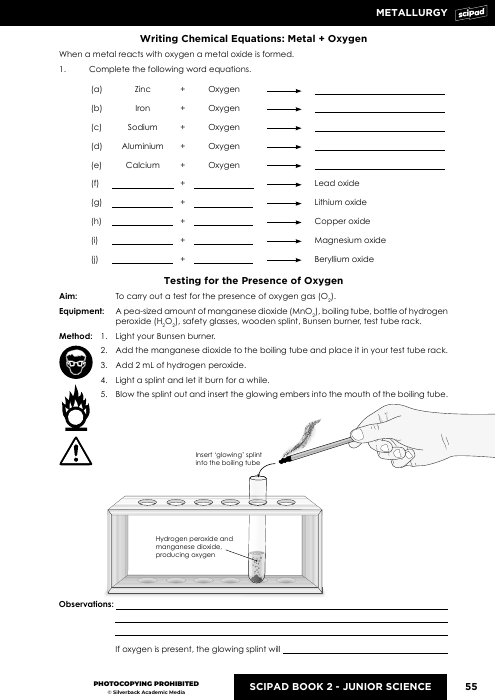 METALLURGY scipad
Writing Chemical Equations: Metal + Oxygen
When a metal reacts with oxygen a metal oxide is formed.
1. Complete the following word equations.
(a) Zinc + Oxygen
(b) Iron + Oxygen
(c) Sodium + Oxygen
(d) Aluminium + Oxygen
(e) Calcium + Oxygen
(f) + Lead oxide
(g) + Lithium oxide
(h) + Copper oxide
(i) + Magnesium oxide
(j) + Beryllium oxide
Testing for the Presence of Oxygen
Aim: To carry out a test for the presence of oxygen gas (O₂).
Equipment: A pea-sized amount of manganese dioxide (MnO₂), boiling tube, bottle of hydrogen
peroxide (H₂O₂), safety glasses, wooden splint, Bunsen burner, test tube rack.
Method: 1. Light your Bunsen burner.
2. Add the manganese dioxide to the boiling tube and place it in your test tube rack.
3. Add 2 mL of hydrogen peroxide.
4. Light a splint and let it burn for a while.
5. Blow the splint out and insert the glowing embers into the mouth of the boiling tube.
Insert 'glowing' splint
into the boiling tube
Hydrogen peroxide and
manganese dioxide,
producing oxygen
Observations:
If oxygen is present, the glowing splint will
PHOTOCOPYING PROHIBITED
© Silverback Academic Media
SCIPAD BOOK 2 - JUNIOR SCIENCE 55